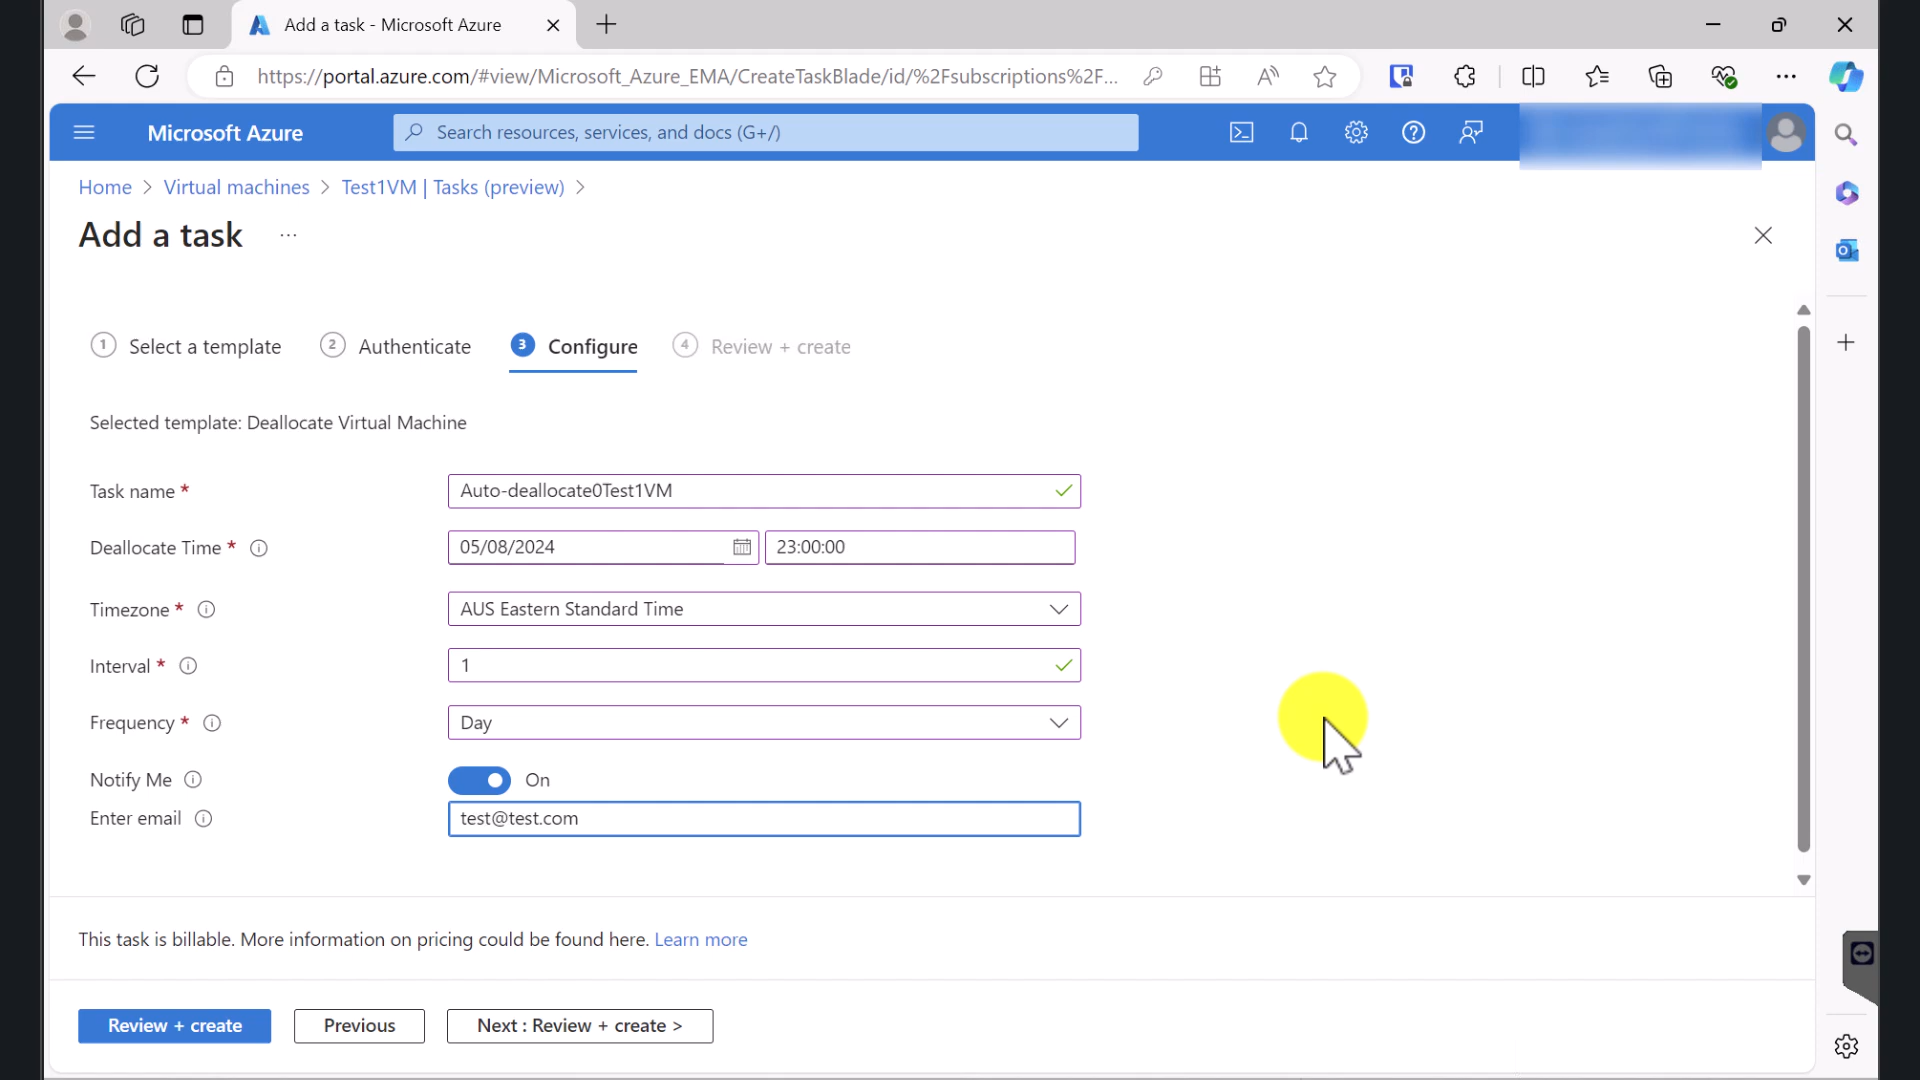 Add a task - Microsoft Azure
https://portal.azure.com/#view/Microsoft_Azure_EMA/CreateTaskBlade/id/%2Fsubscriptions%2F...
Microsoft Azure
Search resources, services, and docs (G+/)
Home > Virtual machines > Test1VM | Tasks (preview) >
Add a task ...
1 Select a template 2 Authenticate 3 Configure 4 Review + create
Selected template: Deallocate Virtual Machine
Task name * Auto-deallocate0Test1VM
Deallocate Time * 05/08/2024 23:00:00
Timezone * AUS Eastern Standard Time
Interval * 1
Frequency * Day
Notify Me On
Enter email test@test.com
This task is billable. More information on pricing could be found here. Learn more
Review + create Previous Next : Review + create >